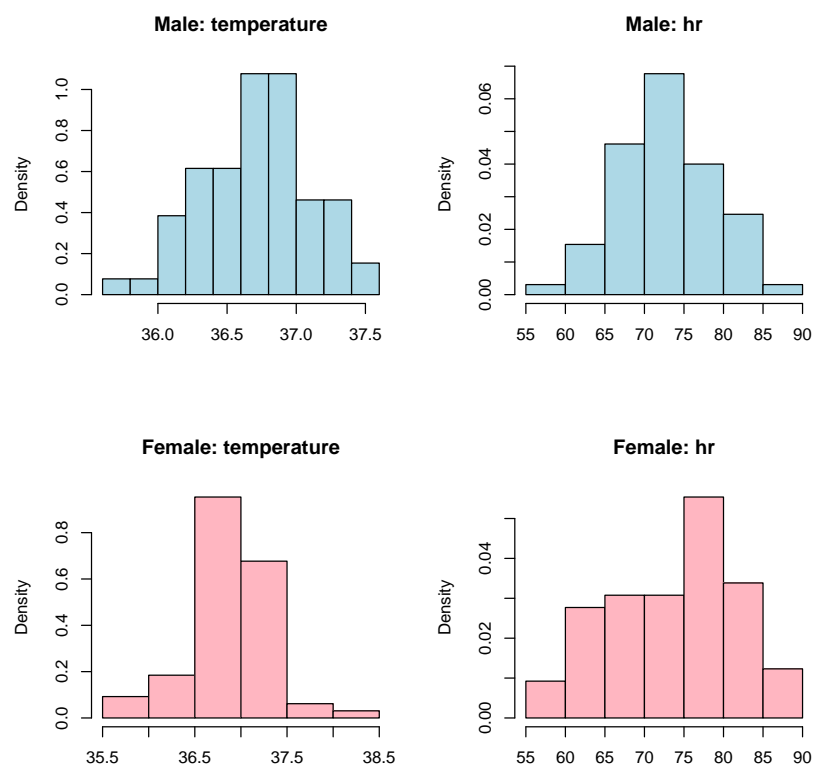 Male: temperature
Density
0.0 0.2 0.4 0.6 0.8 1.0
36.0 36.5 37.0 37.5
Male: hr
Density
0.00 0.02 0.04 0.06
55 60 65 70 75 80 85 90
Female: temperature
Density
0.0 0.2 0.4 0.6 0.8
35.5 36.5 37.5 38.5
Female: hr
Density
0.00 0.02 0.04
55 60 65 70 75 80 85 90